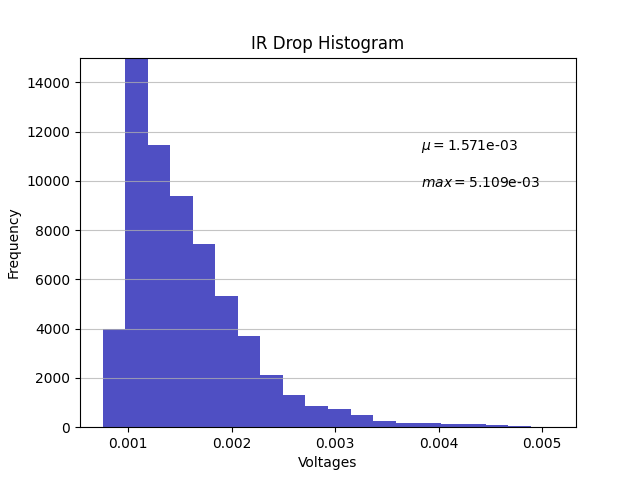 IR Drop Histogram
14000
12000
10000
8000
6000
4000
2000
0
Frequency
μ = 1.571e-03
max = 5.109e-03
0.001 0.002 0.003 0.004 0.005
Voltages